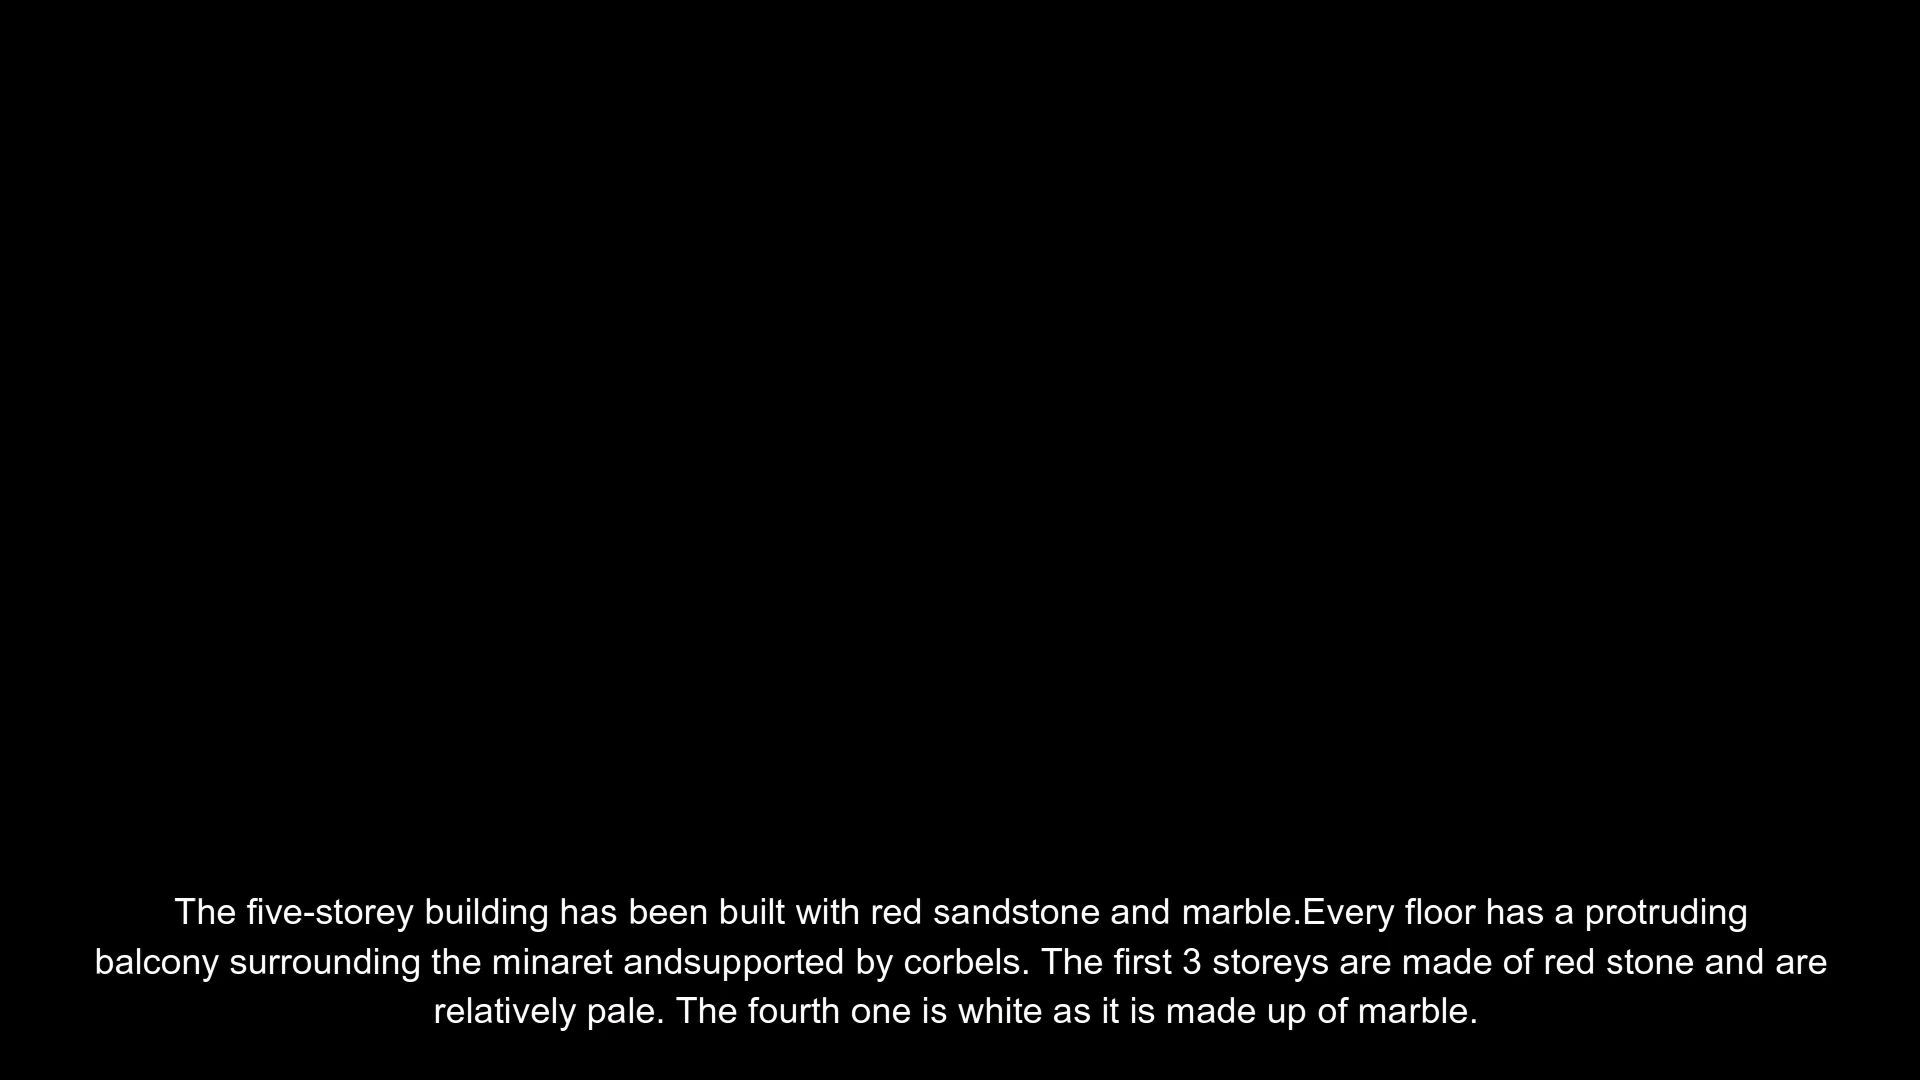 The five-storey building has been built with red sandstone and marble.Every floor has a protruding
balcony surrounding the minaret andsupported by corbels. The first 3 storeys are made of red stone and are
relatively pale. The fourth one is white as it is made up of marble.